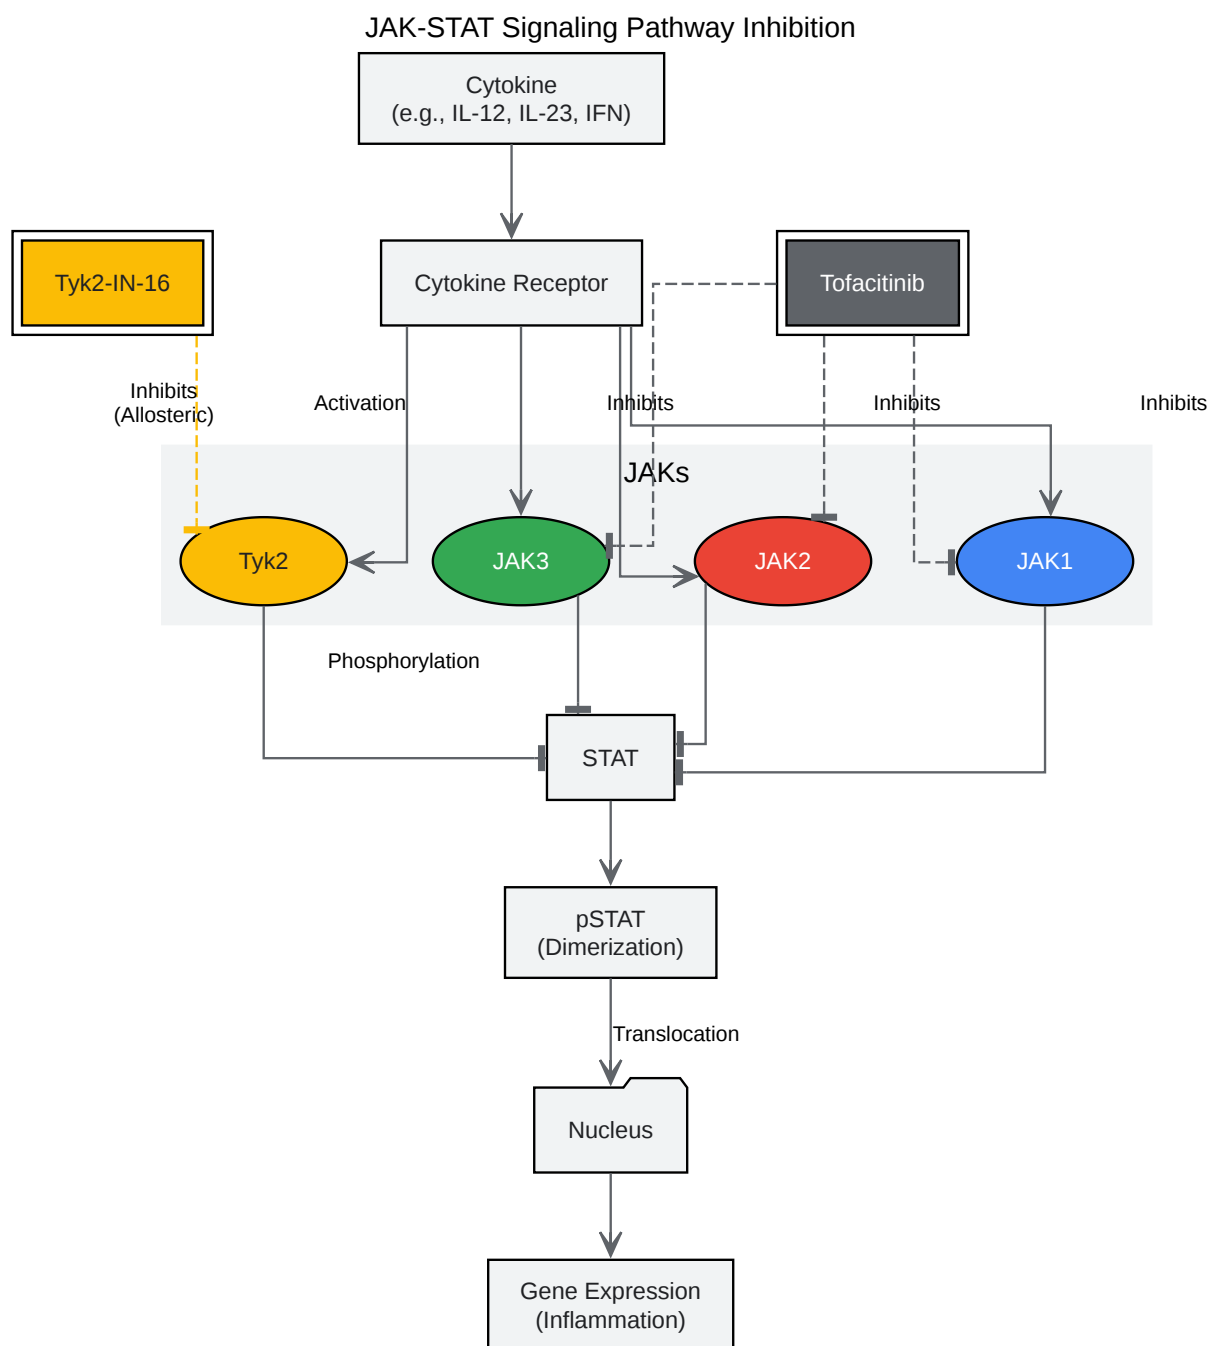 JAK-STAT Signaling Pathway Inhibition
Cytokine
(e.g., IL-12, IL-23, IFN)
Tyk2-IN-16
Cytokine Receptor
Tofacitinib
Inhibits
(Allosteric)
Activation
Inhibits
Inhibits
Inhibits
JAKs
Tyk2
JAK3
JAK2
JAK1
Phosphorylation
STAT
pSTAT
(Dimerization)
Translocation
Nucleus
Gene Expression
(Inflammation)